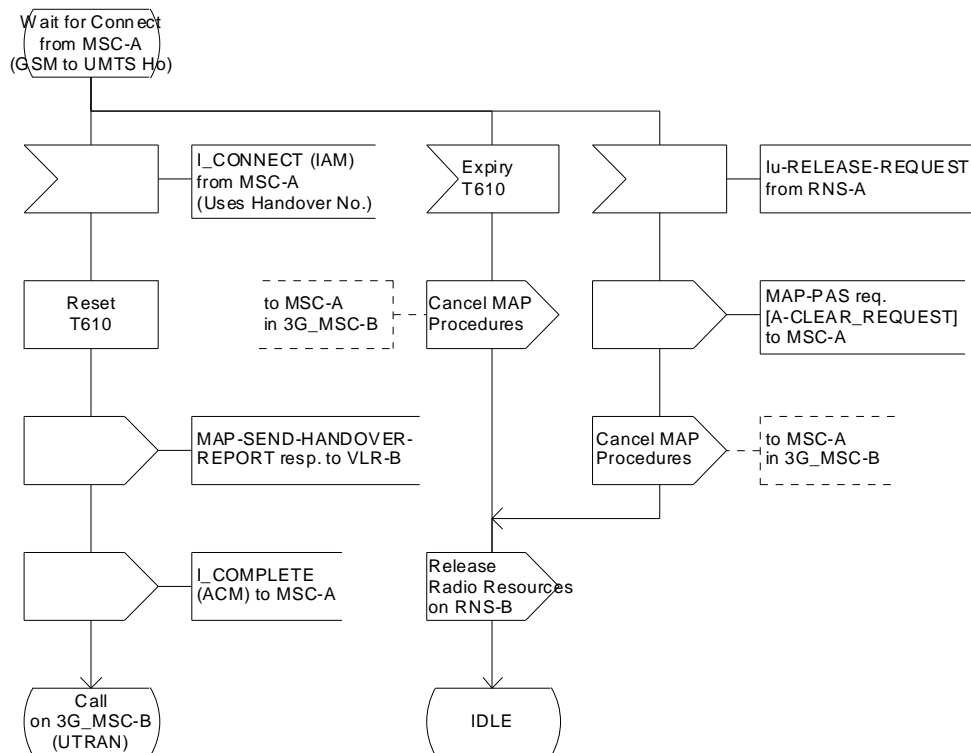 Wait for Connect
from MSC-A
(GSM to UMTS Ho)
I_CONNECT (IAM)
from MSC-A
(Uses Handover No.)
Expiry
T610
Iu-RELEASE-REQUEST
from RNS-A
Reset
T610
to MSC-A
in 3G_MSC-B
Cancel MAP
Procedures
MAP-PAS req.
[A-CLEAR_REQUEST]
to MSC-A
MAP-SEND-HANDOVER-
REPORT resp. to VLR-B
Cancel MAP
Procedures
to MSC-A
in 3G_MSC-B
I_COMPLETE
(ACM) to MSC-A
Release
Radio Resources
on RNS-B
Call
on 3G_MSC-B
(UTRAN)
IDLE